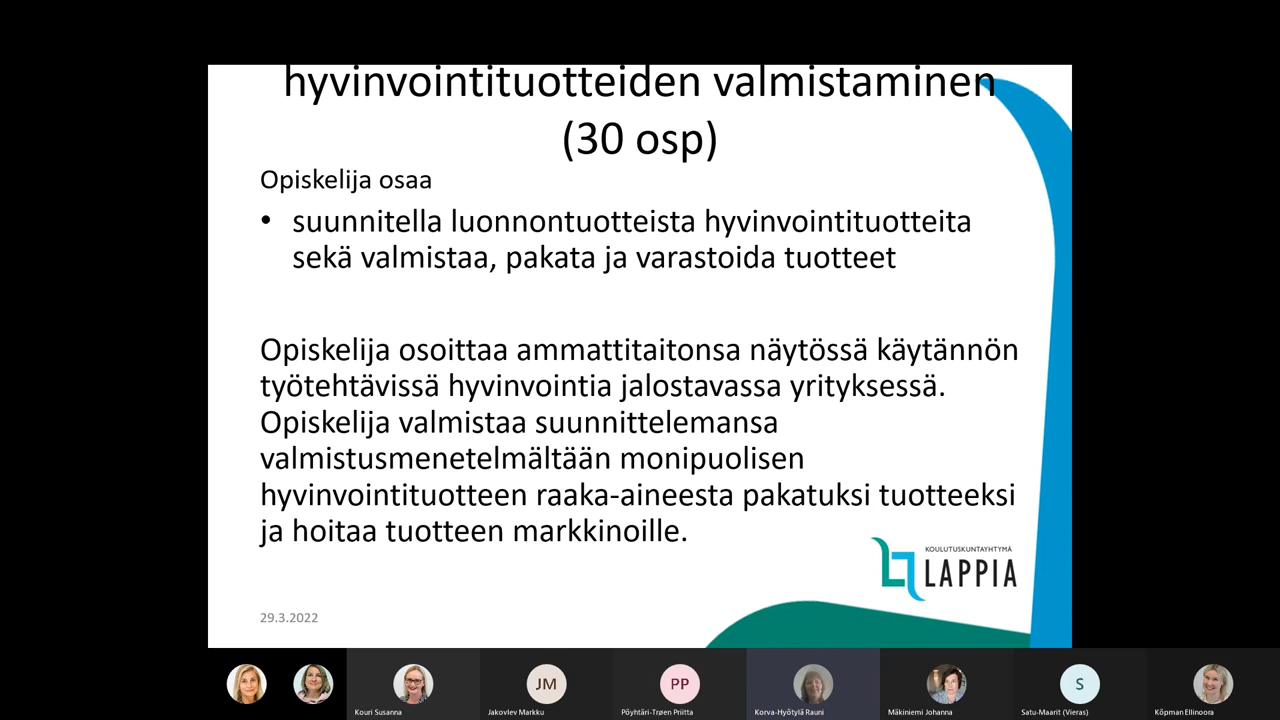 hyvinvointituotteiden valmistaminen
(30 osp)
Opiskelija osaa
• suunnitella luonnontuotteista hyvinvointituotteita
sekä valmistaa, pakata ja varastoida tuotteet
Opiskelija osoittaa ammattitaitonsa näytössä käytännön
työtehtävissä hyvinvointia jalostavassa yrityksessä.
Opiskelija valmistaa suunnittelemansa
valmistusmenetelmältään monipuolisen
hyvinvointituotteen raaka-aineesta pakatuksi tuotteeksi
ja hoitaa tuotteen markkinoille.
KOULUTUSKUNTAYHTYMÄ
LAPPIA
29.3.2022
JM
PP
S
Kouri Susanna
Jakovlev Markku
Pöyhtäri-Trøen Priitta
Korva-Hyötylä Rauni
Mäkiniemi Johanna
Satu-Maarit (Vieras)
Köpman Ellinoora